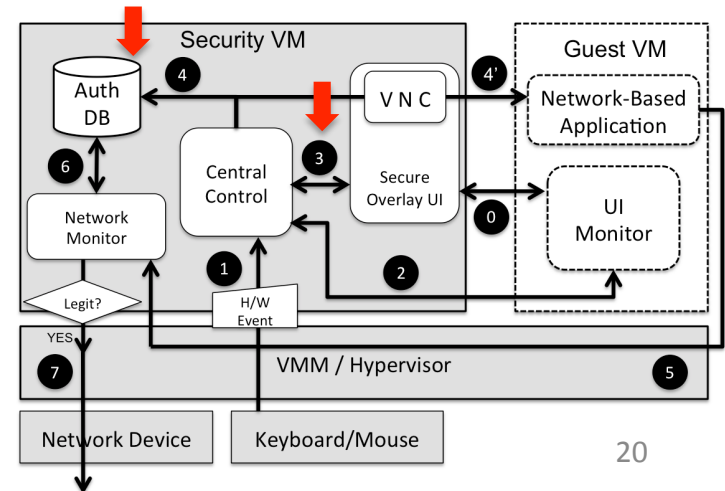 Security VM
Guest VM
Auth
DB
4
V N C
4’
Network-Based
Application
6
Central
Control
3
Secure
Overlay UI
0
UI
Monitor
Network
Monitor
1
2
Legit?
H/W
Event
YES
7
VMM / Hypervisor
5
Network Device
Keyboard/Mouse
20